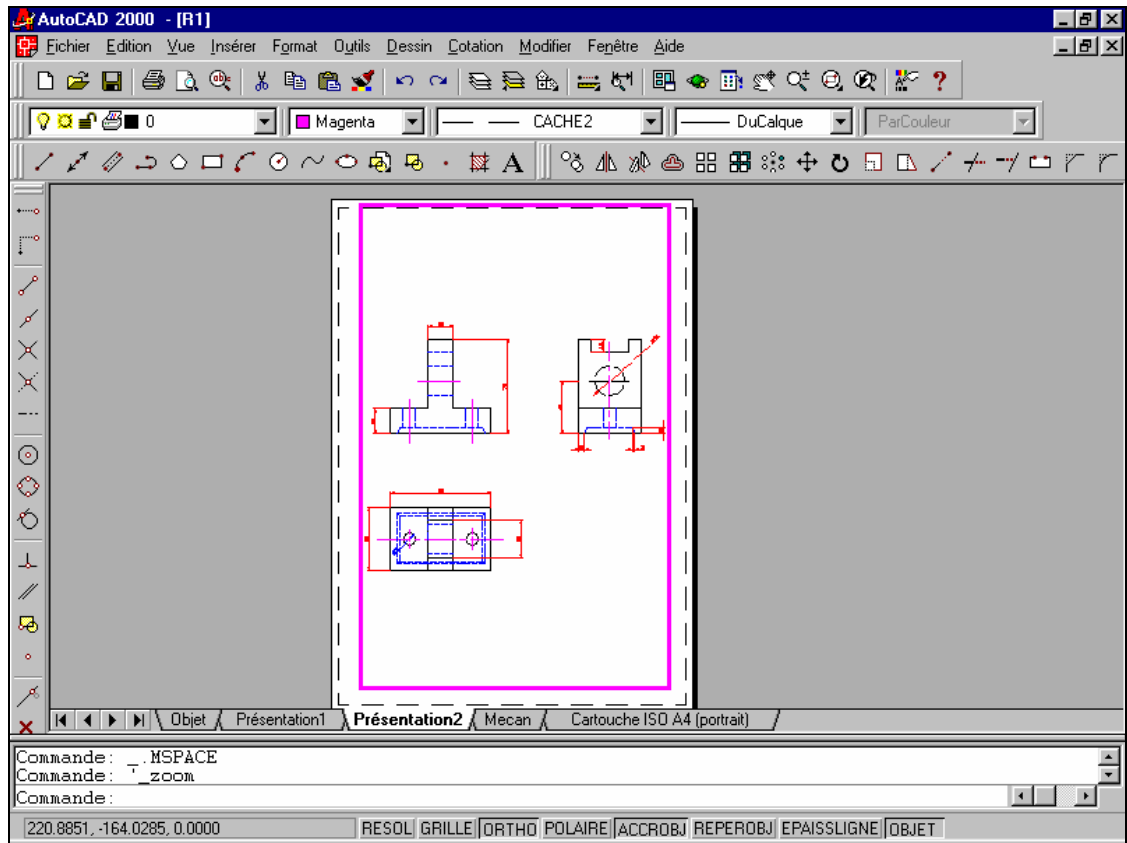 AutoCAD 2000 - [R1]
Fichier Edition Vue Insérer Format Outils Dessin Cotation Modifier Fenêtre Aide
0 Magenta CACHE2 DuCalque ParCouleur
A
Objet Présentation1 Présentation2 Mecan Cartouche ISO A4 (portrait)
Commande: _.MSPACE
Commande: '_zoom
Commande:
220.8851, -164.0285, 0.0000 RESOL GRILLE ORTHO POLAIRE ACCROBJ REPEROBJ EPAISSLIGNE OBJET